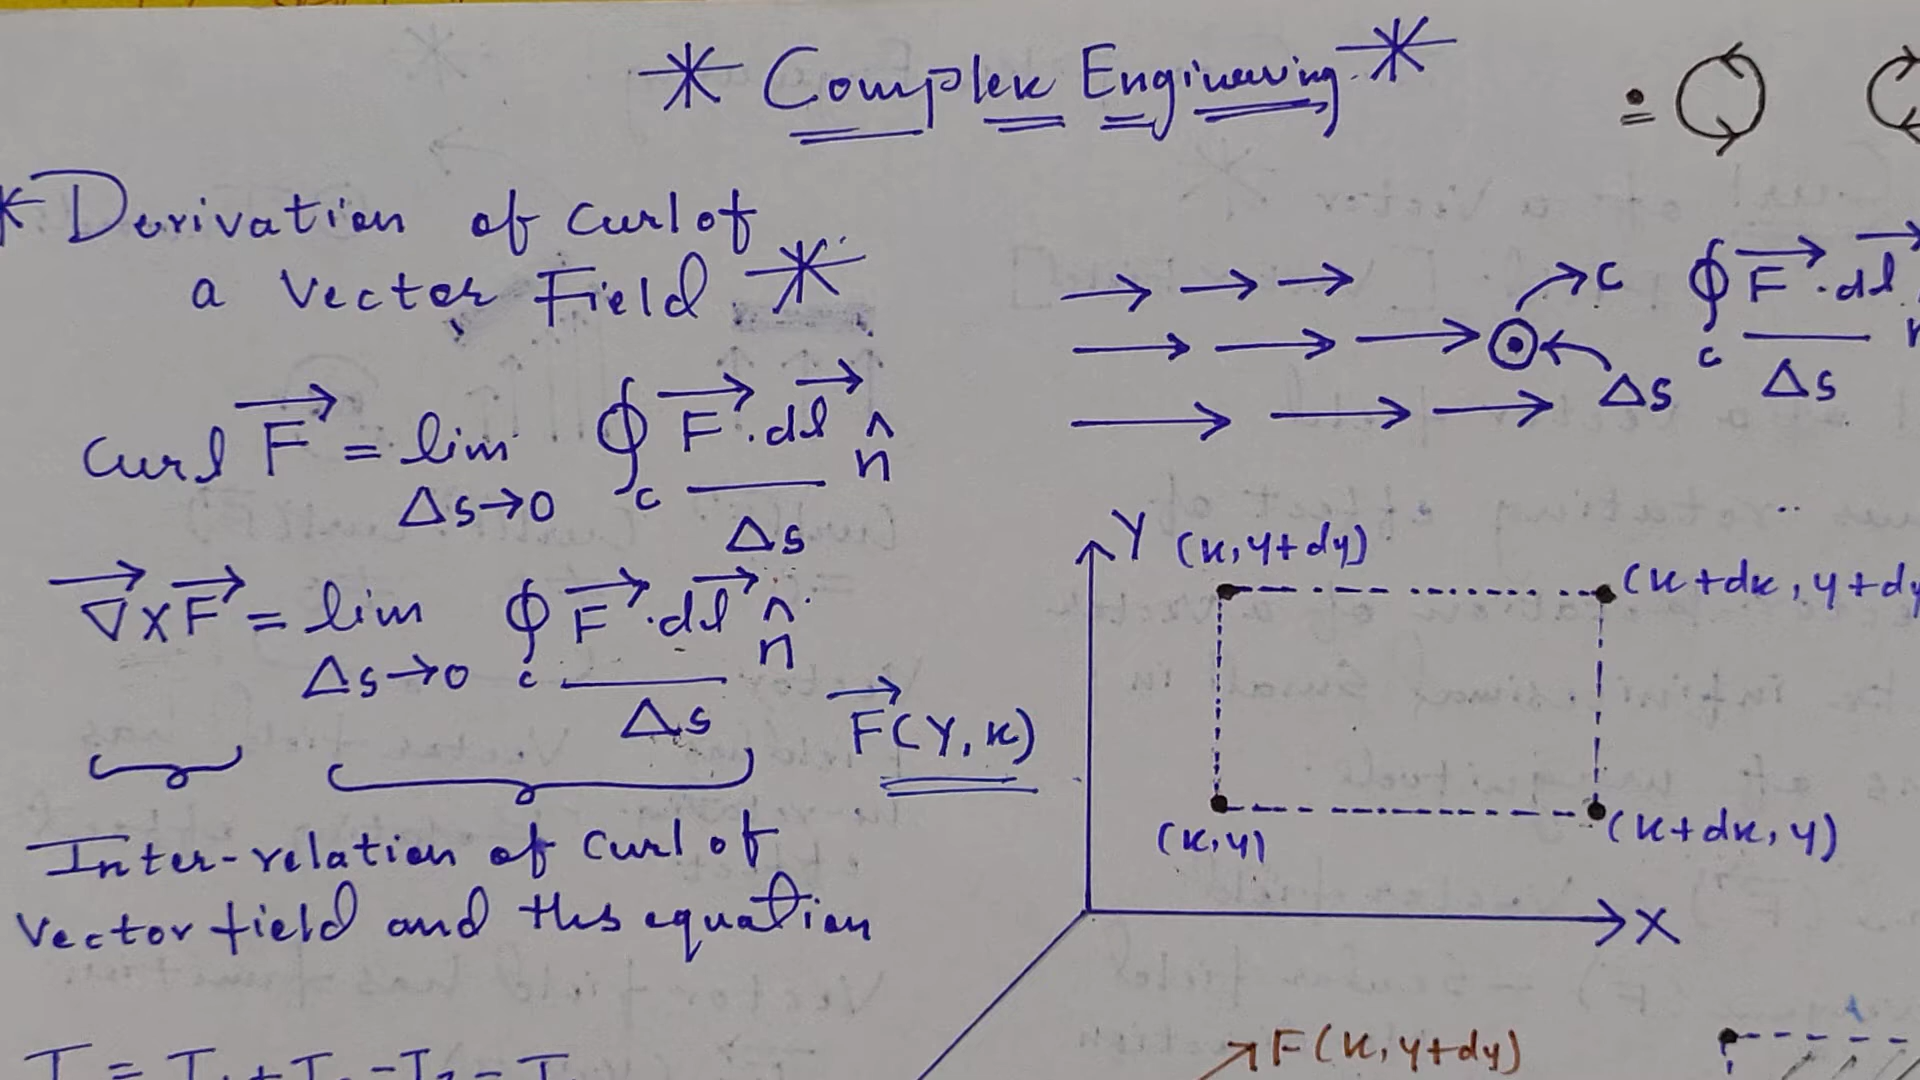 * Complex Engineering *
* Derivation of curl of
a Vector Field *
Curl F⃗ = lim Δs→0 ∮c F⃗ · dl⃗ / Δs n̂
∇⃗ x F⃗ = lim Δs→0 ∮c F⃗ · dl⃗ / Δs n̂
F⃗(Y, x)
Inter-relation of curl of
Vector field and this equation
c
Δs
∮c F⃗ · dl⃗ / Δs
Y
(x, y+dy)
(x+dx, y+dy
(x, y)
(x+dx, y)
X
F(x, y+dy)